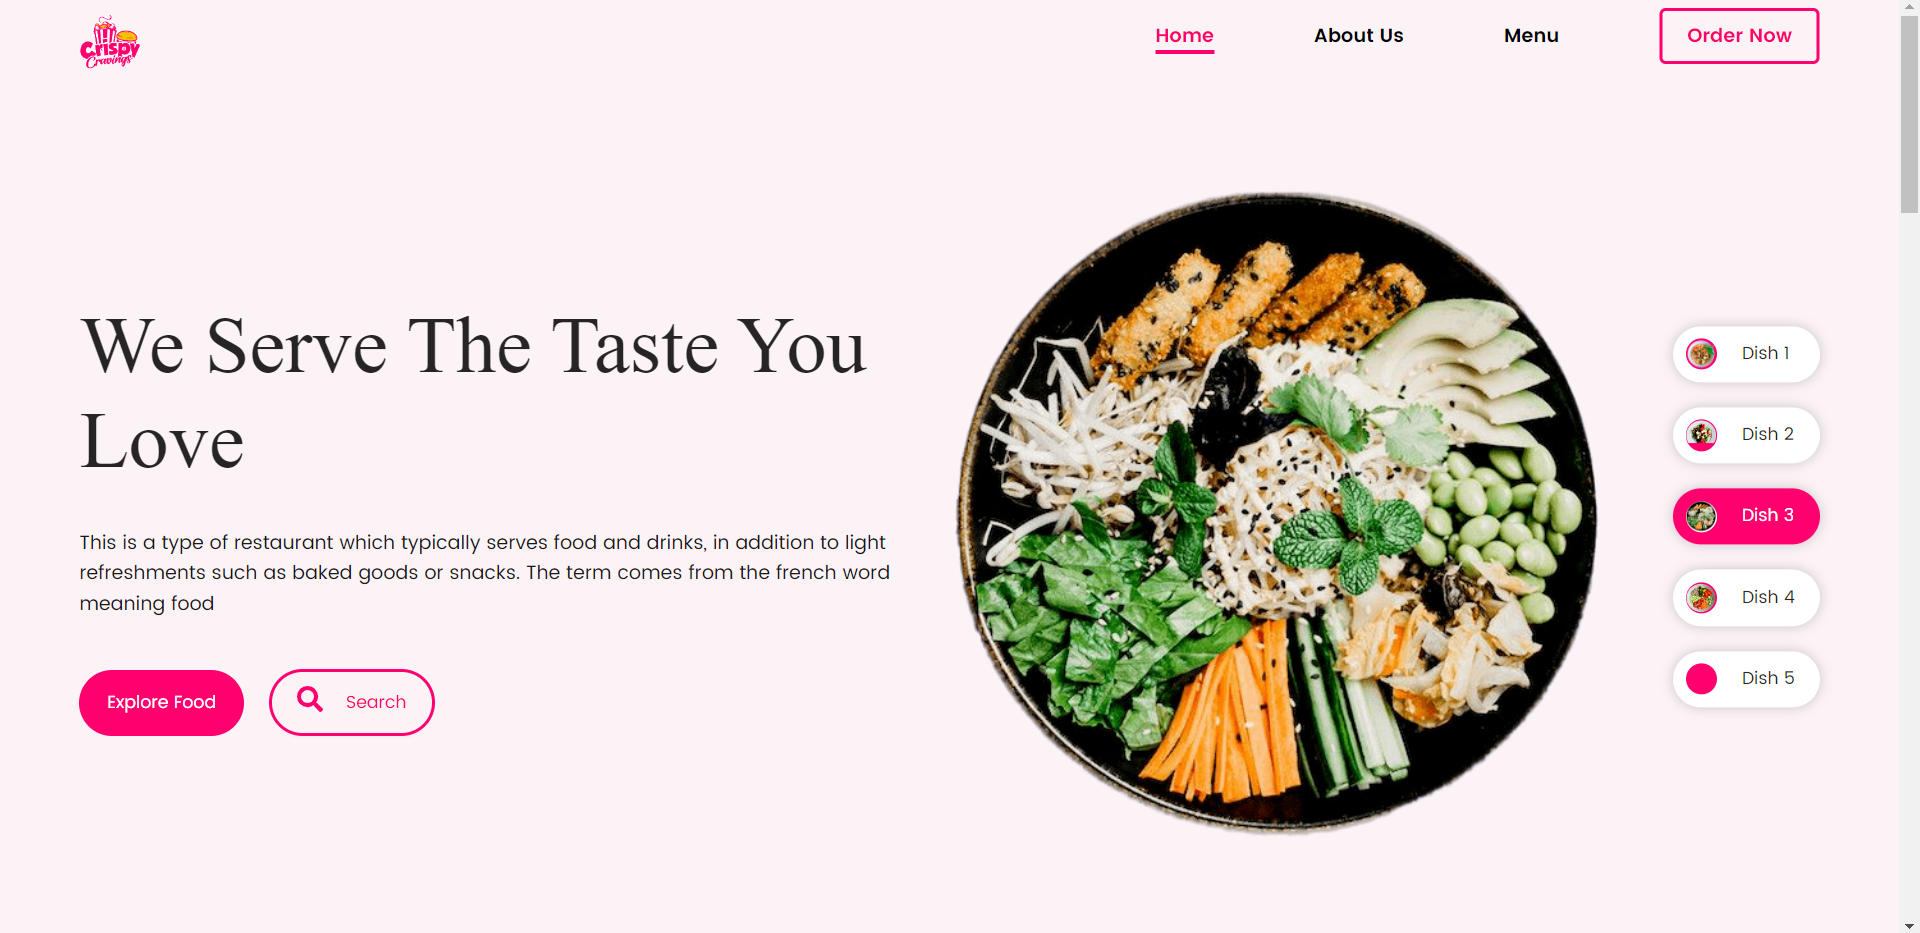 Crispy
Cravings
Home
About Us
Menu
Order Now
We Serve The Taste You
Love
This is a type of restaurant which typically serves food and drinks, in addition to light
refreshments such as baked goods or snacks. The term comes from the french word
meaning food
Explore Food
Search
Dish 1
Dish 2
Dish 3
Dish 4
Dish 5